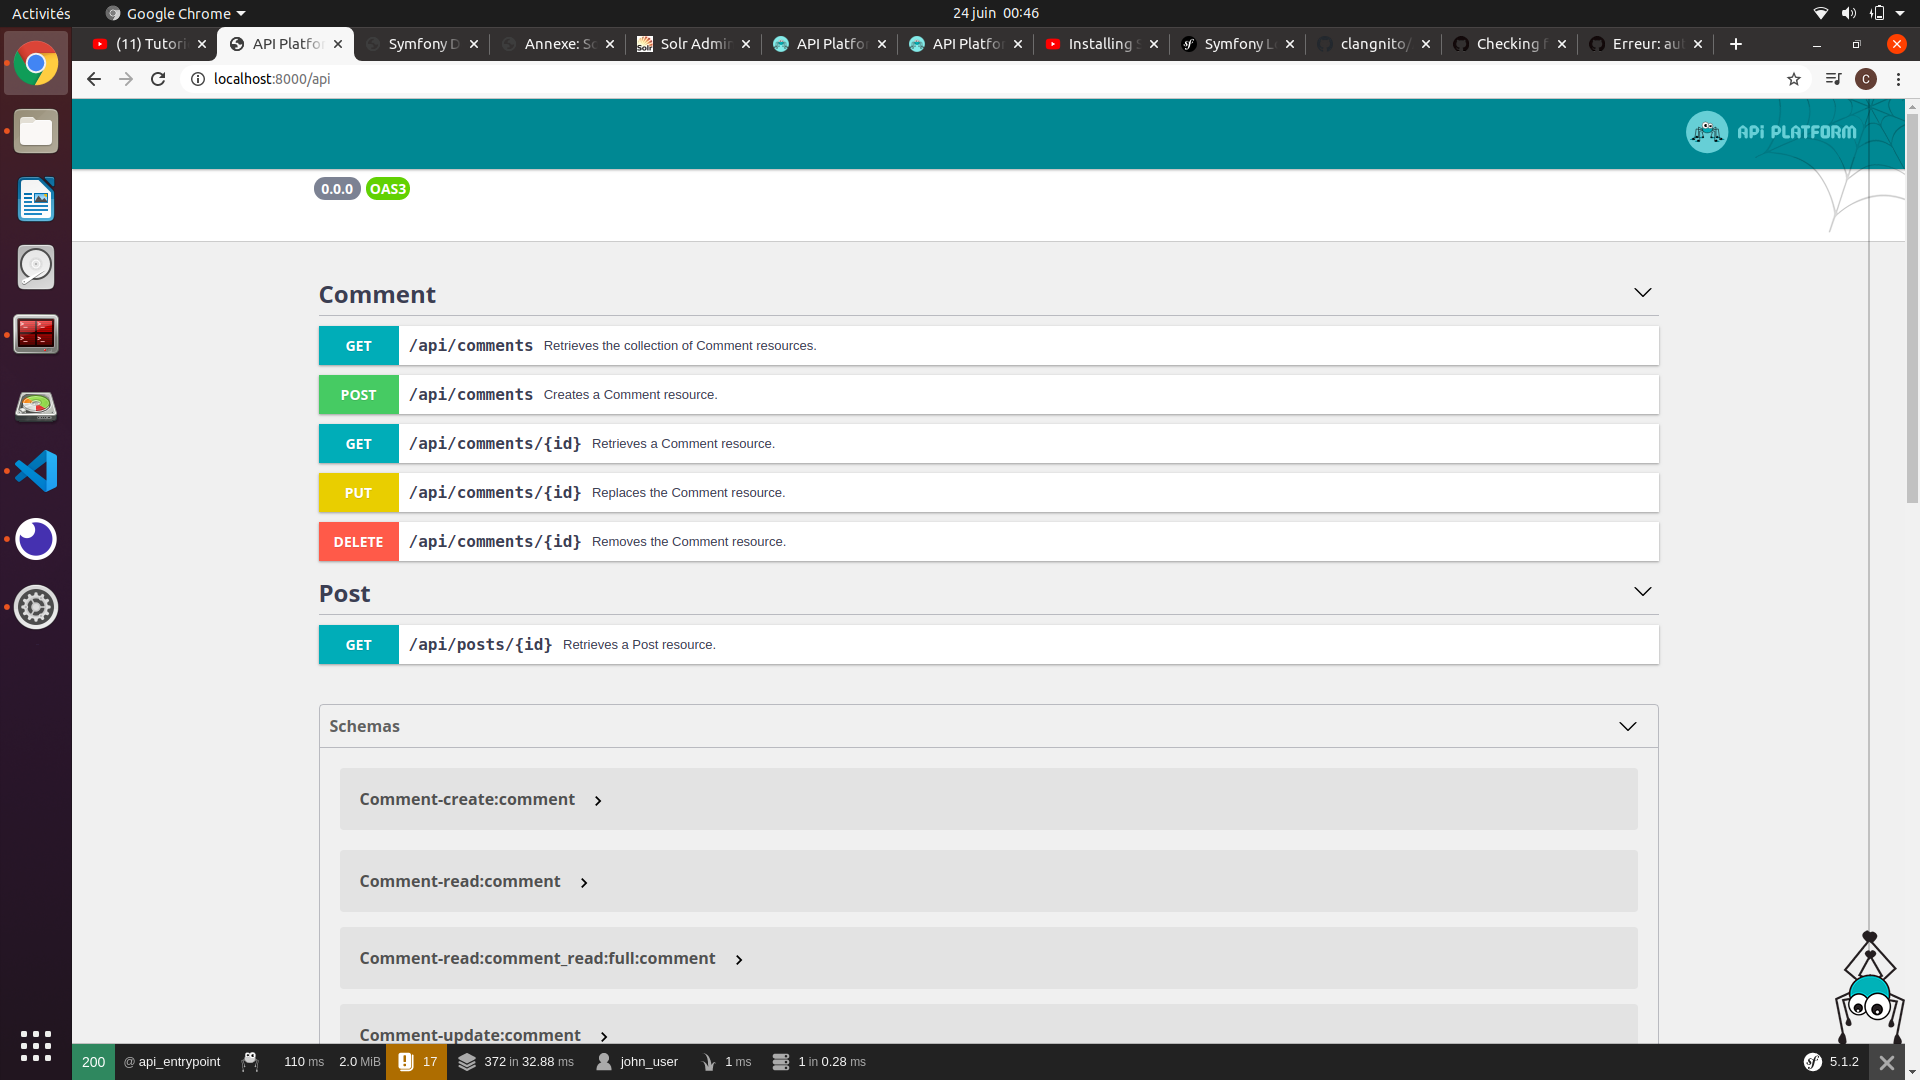 Activités
Google Chrome
24 juin 00:46
(11) Tutori
API Platfo
Symfony D
Annexe: So
Solr Admin
API Platfo
API Platfo
Installing S
Symfony Lo
clangnito/
Checking f
Erreur: aut
localhost:8000/api
C
API PLATFORM
0.0.0 OAS3
Comment
GET /api/comments Retrieves the collection of Comment resources.
POST /api/comments Creates a Comment resource.
GET /api/comments/{id} Retrieves a Comment resource.
PUT /api/comments/{id} Replaces the Comment resource.
DELETE /api/comments/{id} Removes the Comment resource.
Post
GET /api/posts/{id} Retrieves a Post resource.
Schemas
Comment-create:comment
Comment-read:comment
Comment-read:comment_read:full:comment
Comment-update:comment
200 @ api_entrypoint 110 ms 2.0 MiB 17 372 in 32.88 ms john_user 1 ms 1 in 0.28 ms sf 5.1.2